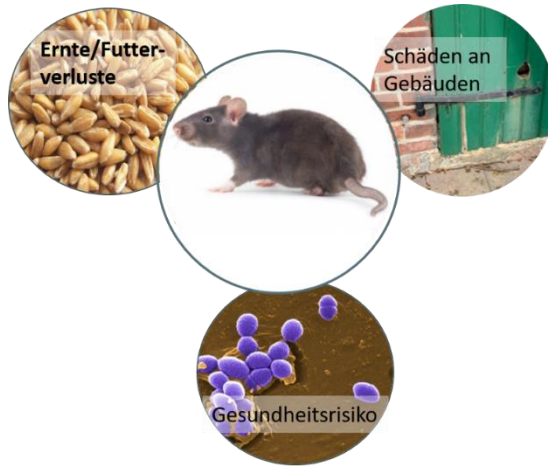 Ernte/Futter-
verluste
Schäden an
Gebäuden
Gesundheitsrisiko